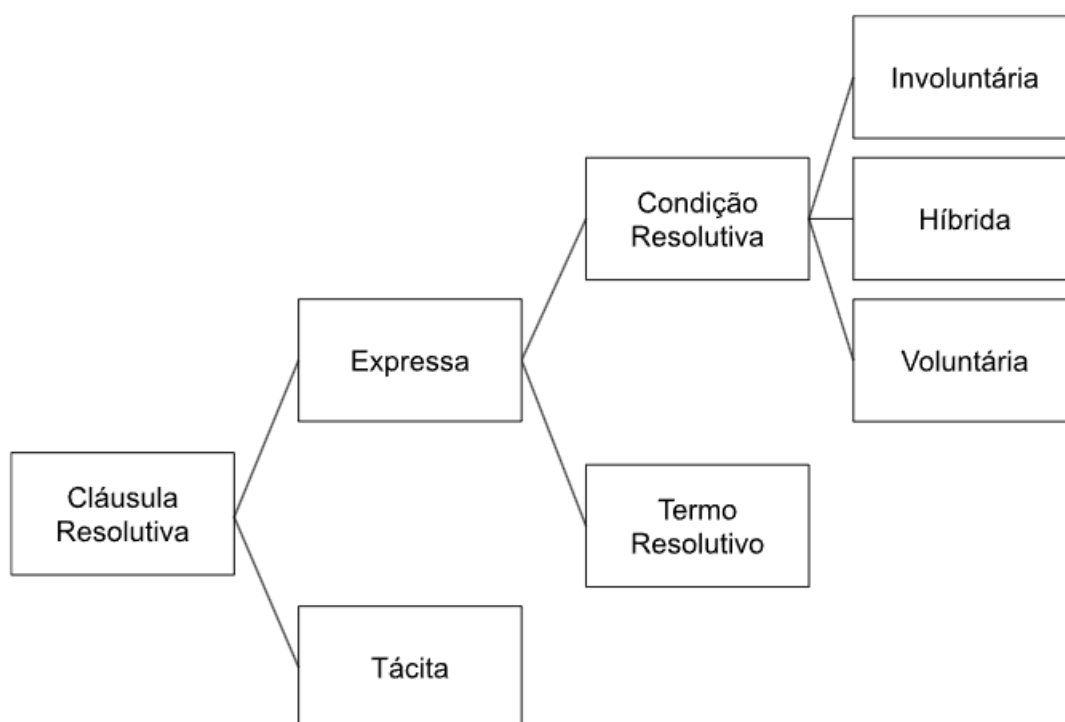 Involuntária
Condição
Resolutiva
Híbrida
Expressa
Voluntária
Cláusula
Resolutiva
Termo
Resolutivo
Tácita